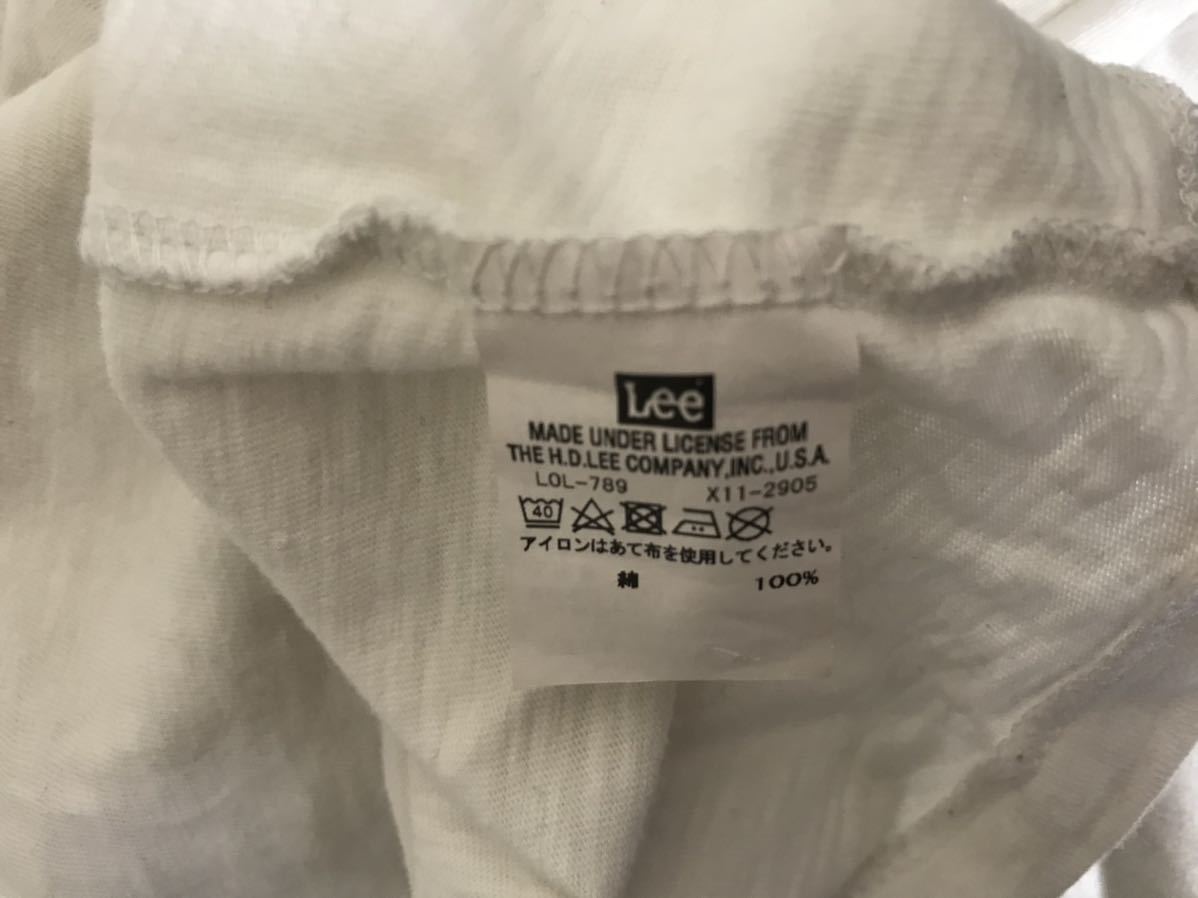 Lee
MADE UNDER LICENSE FROM
THE H.D.LEE COMPANY,INC.,U.S.A.
LOL-789 X11-2905
40
アイロンはあて布を使用してください。
綿 100%